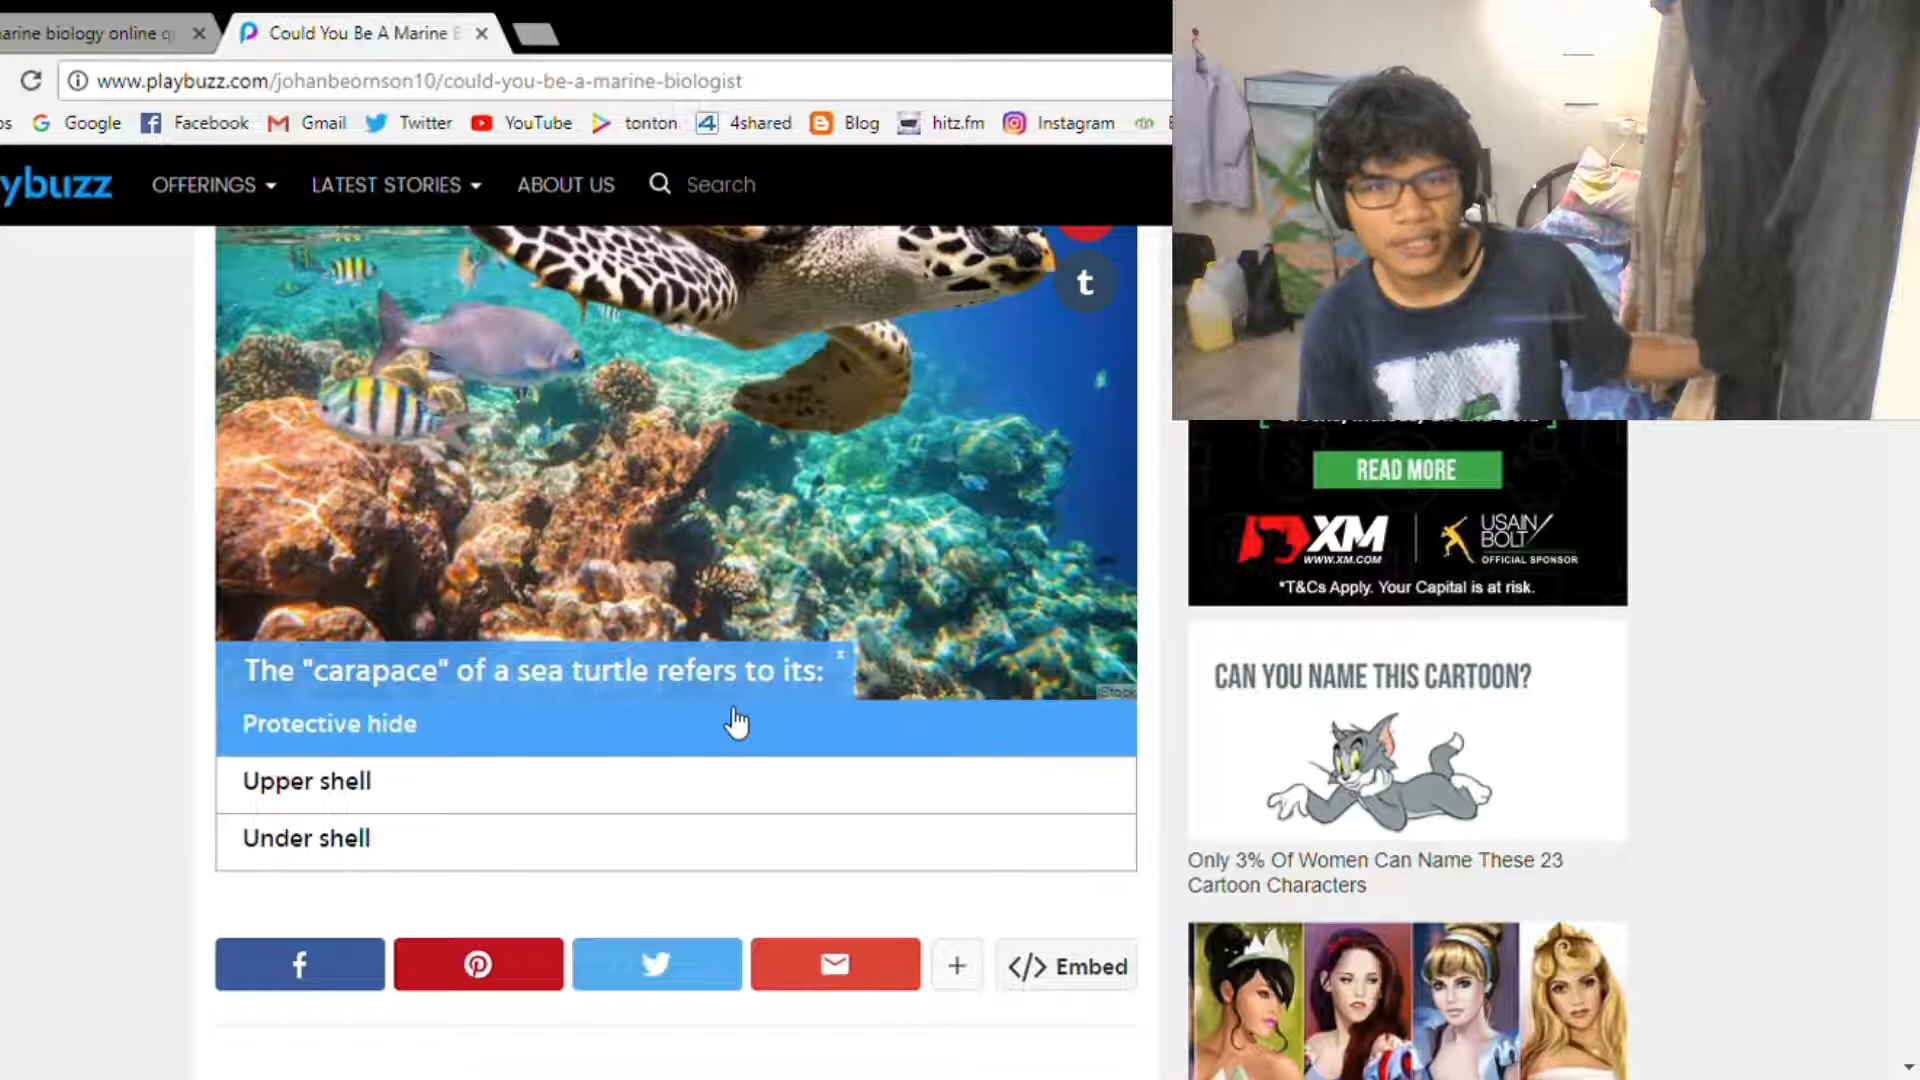 arine biology online q
Could You Be A Marine B
www.playbuzz.com/johanbeornson10/could-you-be-a-marine-biologist
os Google Facebook Gmail Twitter YouTube tonton 4shared Blog hitz.fm Instagram
ybuzz OFFERINGS LATEST STORIES ABOUT US Search
t
READ MORE
XM
WWW.XM.COM
USAIN
BOLT
OFFICIAL SPONSOR
*T&Cs Apply. Your Capital is at risk.
The "carapace" of a sea turtle refers to its:
x
iStock
Protective hide
Upper shell
Under shell
CAN YOU NAME THIS CARTOON?
Only 3% Of Women Can Name These 23
Cartoon Characters
f
+ </> Embed